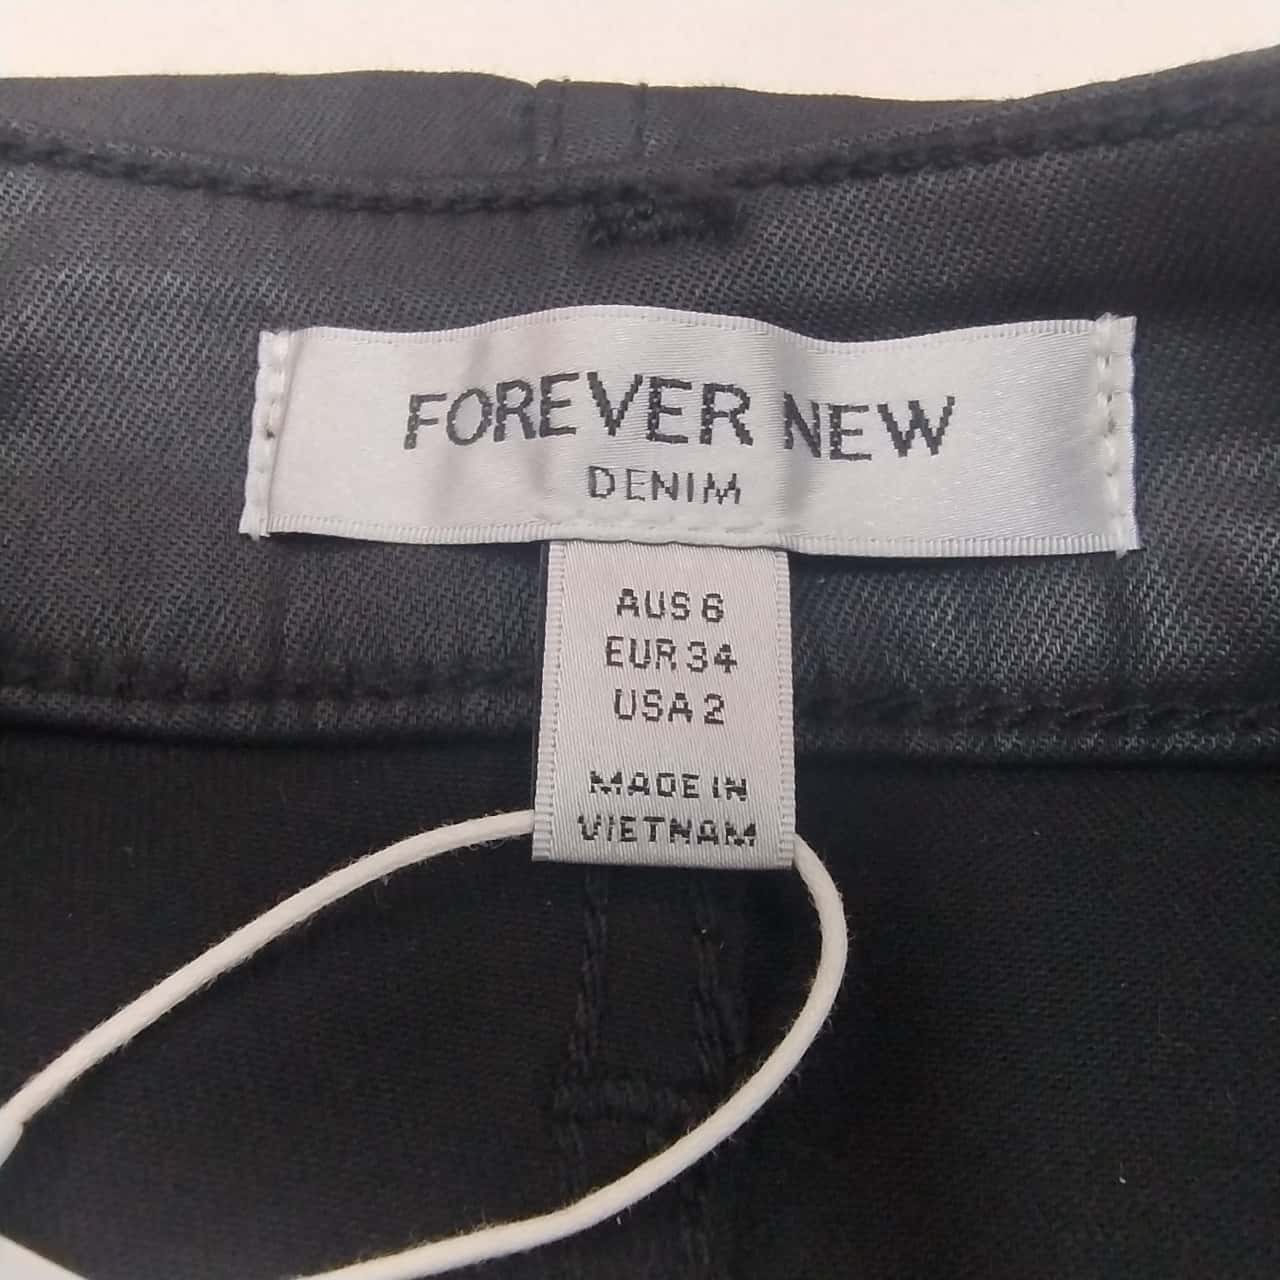 FOREVER NEW
DENIM
AUS 6
EUR 34
USA 2
MADE IN
VIETNAM